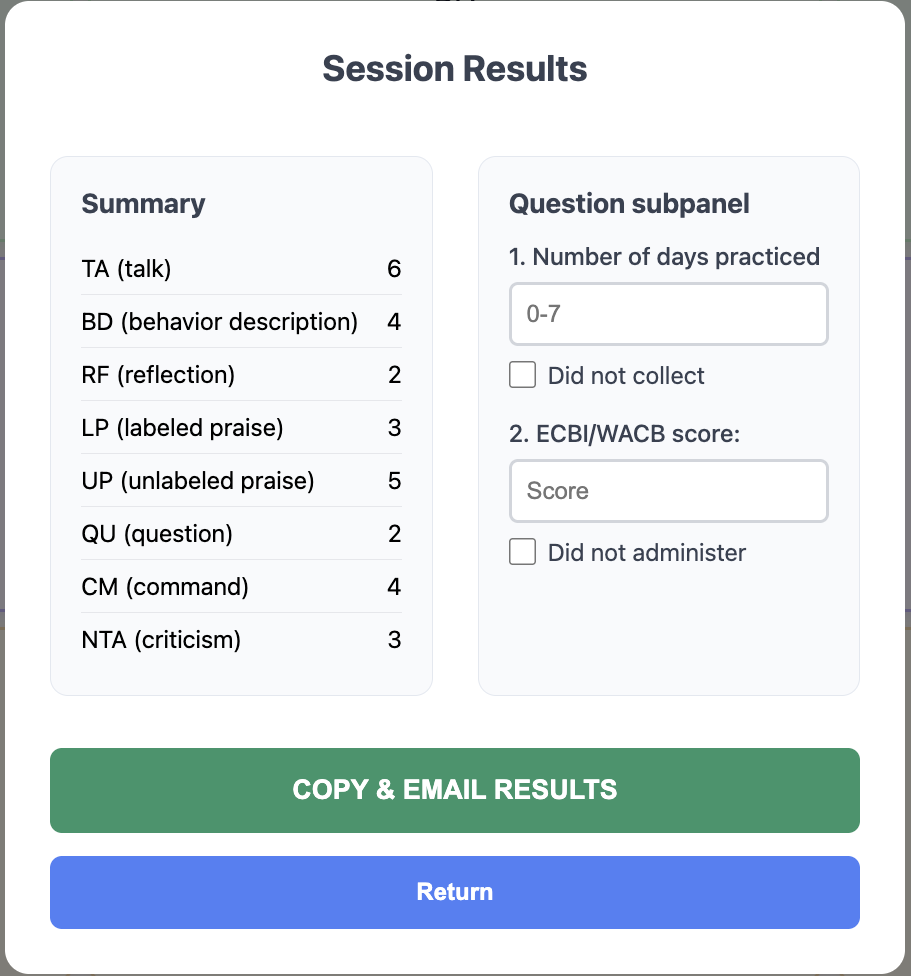 Session Results
Summary
TA (talk) 6
BD (behavior description) 4
RF (reflection) 2
LP (labeled praise) 3
UP (unlabeled praise) 5
QU (question) 2
CM (command) 4
NTA (criticism) 3
Question subpanel
1. Number of days practiced
0-7
Did not collect
2. ECBI/WACB score:
Score
Did not administer
COPY & EMAIL RESULTS
Return